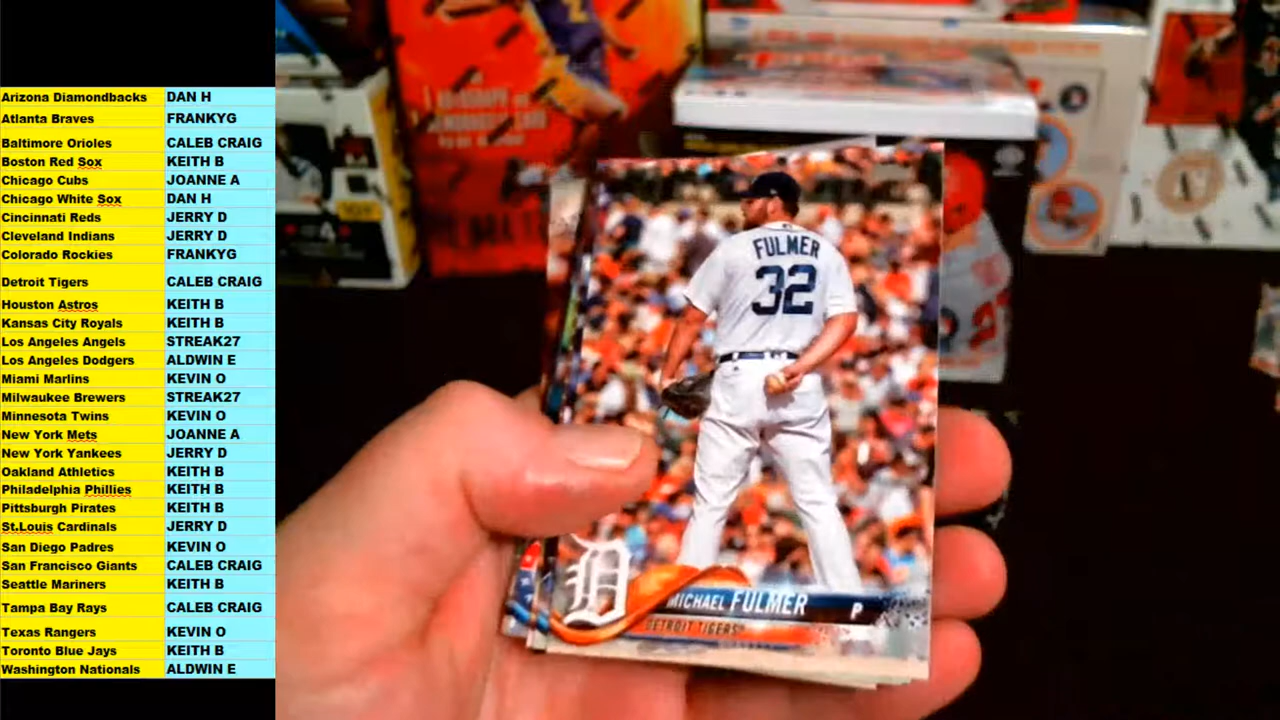 Arizona Diamondbacks DAN H
Atlanta Braves FRANKYG
Baltimore Orioles CALEB CRAIG
Boston Red Sox KEITH B
Chicago Cubs JOANNE A
Chicago White Sox DAN H
Cincinnati Reds JERRY D
Cleveland Indians JERRY D
Colorado Rockies FRANKYG
Detroit Tigers CALEB CRAIG
Houston Astros KEITH B
Kansas City Royals KEITH B
Los Angeles Angels STREAK27
Los Angeles Dodgers ALDWIN E
Miami Marlins KEVIN O
Milwaukee Brewers STREAK27
Minnesota Twins KEVIN O
New York Mets JOANNE A
New York Yankees JERRY D
Oakland Athletics KEITH B
Philadelphia Phillies KEITH B
Pittsburgh Pirates KEITH B
St.Louis Cardinals JERRY D
San Diego Padres KEVIN O
San Francisco Giants CALEB CRAIG
Seattle Mariners KEITH B
Tampa Bay Rays CALEB CRAIG
Texas Rangers KEVIN O
Toronto Blue Jays KEITH B
Washington Nationals ALDWIN E
FULMER
32
D
MICHAEL FULMER P
DETROIT TIGERS